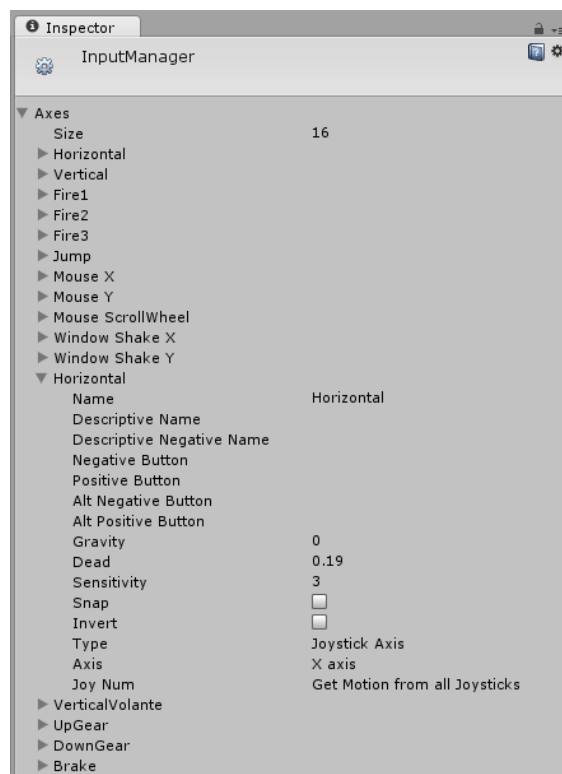 Inspector
InputManager
Axes
Size 16
Horizontal
Vertical
Fire1
Fire2
Fire3
Jump
Mouse X
Mouse Y
Mouse ScrollWheel
Window Shake X
Window Shake Y
Horizontal
Name Horizontal
Descriptive Name
Descriptive Negative Name
Negative Button
Positive Button
Alt Negative Button
Alt Positive Button
Gravity 0
Dead 0.19
Sensitivity 3
Snap
Invert
Type Joystick Axis
Axis X axis
Joy Num Get Motion from all Joysticks
VerticalVolante
UpGear
DownGear
Brake